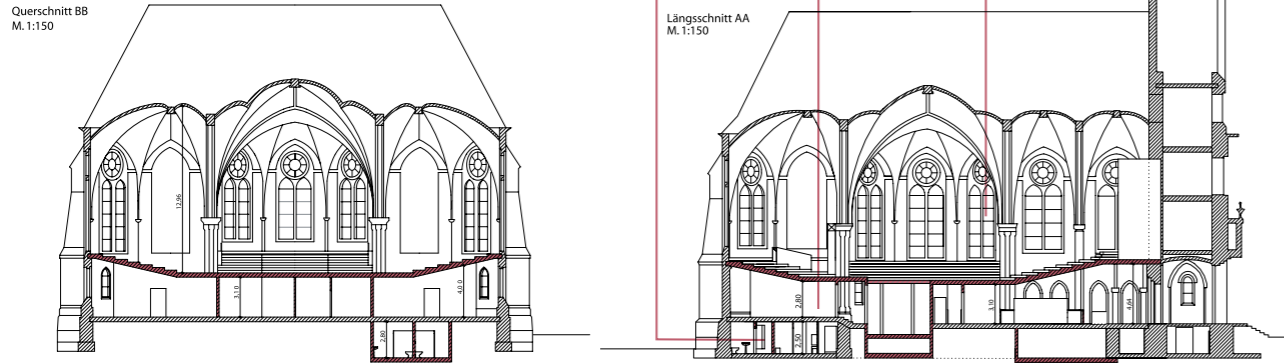 Querschnitt BB
M. 1:150
12,96
3,10
4,00
2,80
Längsschnitt AA
M. 1:150
2,80
2,50
3,10
4,64